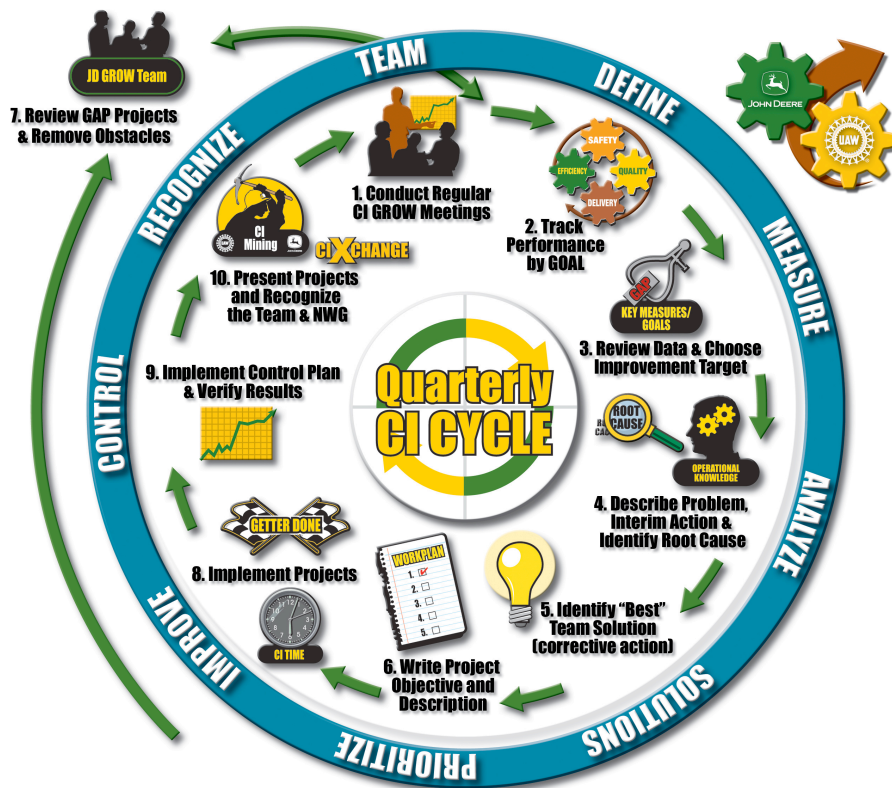 TEAM
DEFINE
MEASURE
ANALYZE
SOLUTIONS
PRIORITIZE
IMPROVE
CONTROL
RECOGNIZE
JOHN DEERE
UAW
Quarterly
CI CYCLE
1. Conduct Regular
CI GROW Meetings
SAFETY
EFFICIENCY
QUALITY
DELIVERY
2. Track
Performance
by GOAL
GAP
KEY MEASURES/
GOALS
3. Review Data & Choose
Improvement Target
ROOT
CAUSE
OPERATIONAL
KNOWLEDGE
4. Describe Problem,
Interim Action &
Identify Root Cause
5. Identify “Best”
Team Solution
(corrective action)
WORKPLAN
1.
2.
3.
4.
5.
6. Write Project
Objective and
Description
JD GROW Team
7. Review GAP Projects
& Remove Obstacles
GETTER DONE
8. Implement Projects
12
CI TIME
9. Implement Control Plan
& Verify Results
CI
Mining
UAW
CI XCHANGE
10. Present Projects
and Recognize
the Team & NWG